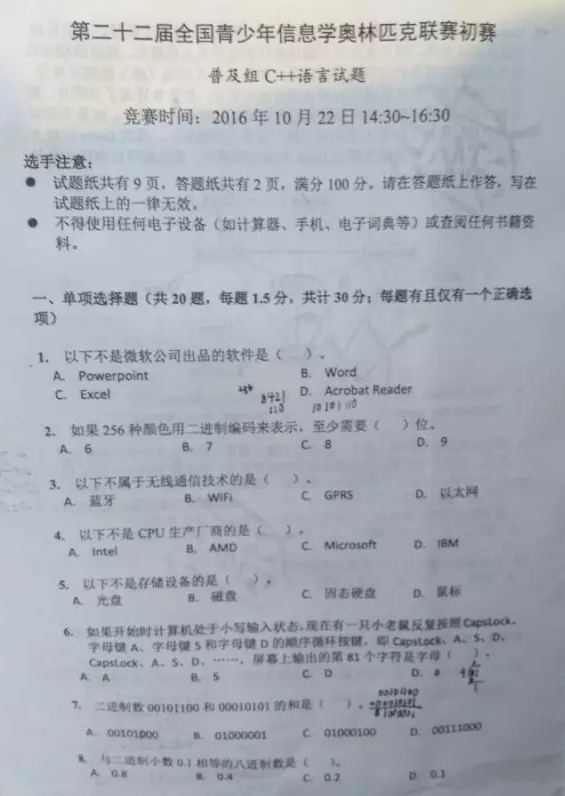 第二十二届全国青少年信息学奥林匹克联赛初赛
普及组 C++语言试题
竞赛时间：2016 年 10 月 22 日 14:30~16:30
选手注意：
● 试题纸共有 9 页，答题纸共有 2 页，满分 100 分。请在答题纸上作答，写在
试题纸上的一律无效。
● 不得使用任何电子设备（如计算器、手机、电子词典等）或查阅任何书籍资
料。
一、单项选择题（共 20 题，每题 1.5 分，共计 30 分；每题有且仅有一个正确选
项）
1. 以下不是微软公司出品的软件是（ ）。
A. Powerpoint B. Word
C. Excel D. Acrobat Reader
8421
110 10101110
2. 如果 256 种颜色用二进制编码来表示，至少需要（ ）位。
A. 6 B. 7 C. 8 D. 9
3. 以下不属于无线通信技术的是（ ）。
A. 蓝牙 B. WiFi C. GPRS D. 以太网
4. 以下不是 CPU 生产厂商的是（ ）。
A. Intel B. AMD C. Microsoft D. IBM
5. 以下不是存储设备的是（ ）。
A. 光盘 B. 磁盘 C. 固态硬盘 D. 鼠标
6. 如果开始时计算机处于小写输入状态，现在有一只小老鼠反复按照 CapsLock、
字母键 A、字母键 S 和字母键 D 的顺序循环按键，即 CapsLock、A、S、D、
CapsLock、A、S、D、……，屏幕上输出的第 81 个字符是字母（ ）。
A. A B. S C. D D. a
7. 二进制数 00101100 和 00010101 的和是（ ）。
00101100
A. 00101000 B. 01000001 C. 01000100 D. 00111000
8. 与二进制小数 0.1 相等的八进制数是（ ）。
A. 0.8 B. 0.4 C. 0.2 D. 0.1